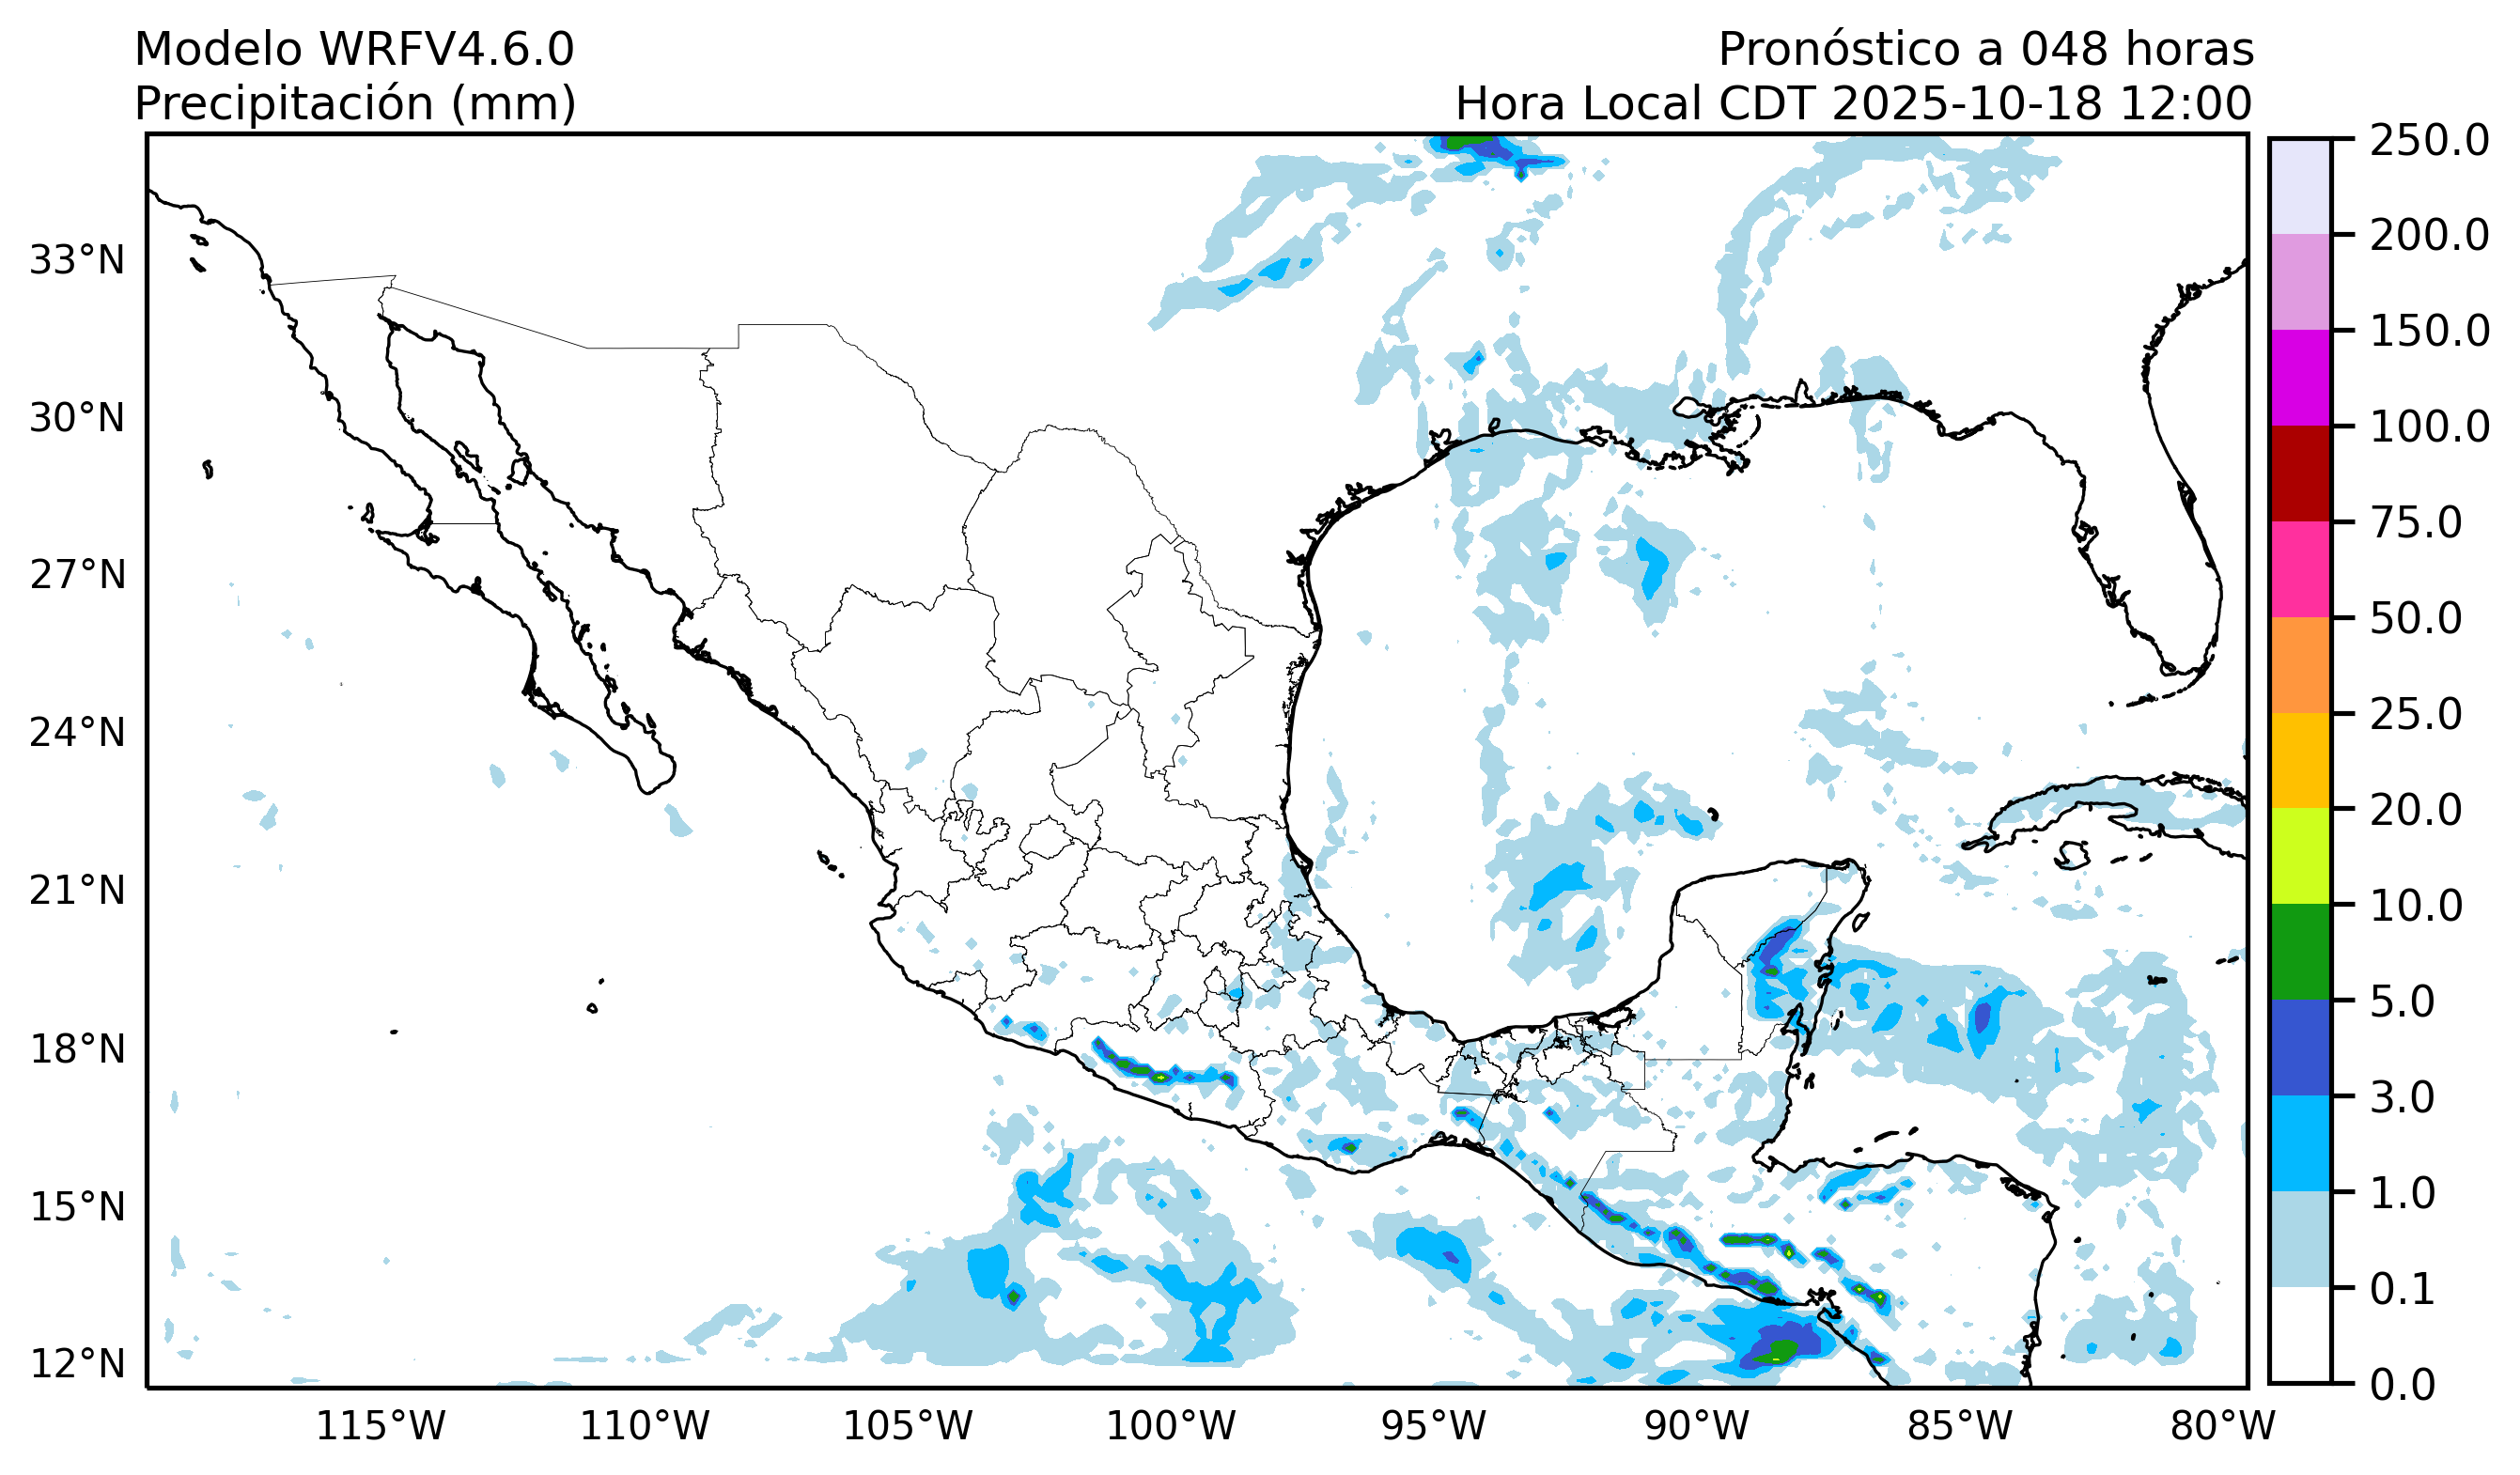 Modelo WRFV4.6.0
Precipitación (mm)
Pronóstico a 048 horas
Hora Local CDT 2025-10-18 12:00
33°N
30°N
27°N
24°N
21°N
18°N
15°N
12°N
115°W
110°W
105°W
100°W
95°W
90°W
85°W
80°W
250.0
200.0
150.0
100.0
75.0
50.0
25.0
20.0
10.0
5.0
3.0
1.0
0.1
0.0